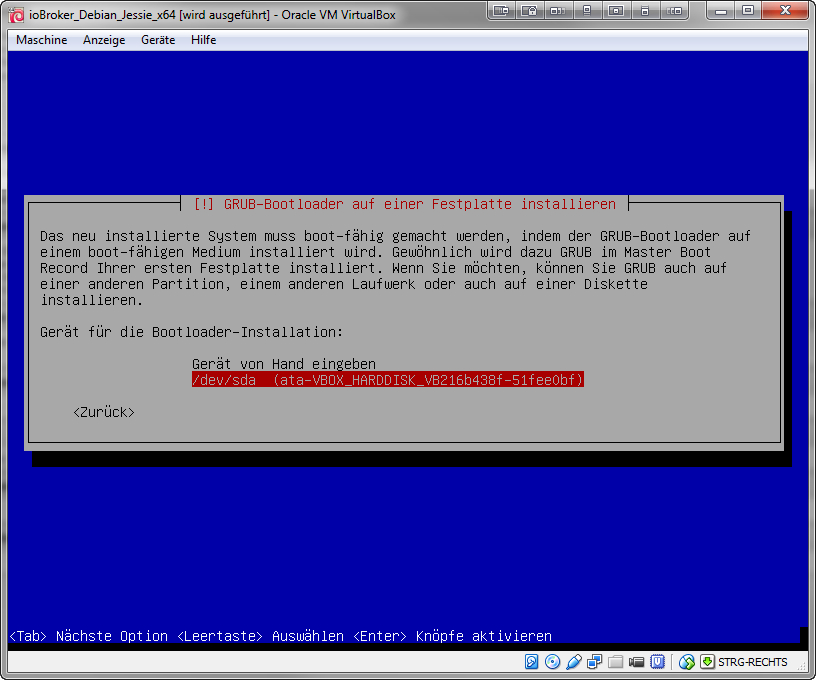 ioBroker_Debian_Jessie_x64 [wird ausgeführt] - Oracle VM VirtualBox
Maschine Anzeige Geräte Hilfe
[!] GRUB-Bootloader auf einer Festplatte installieren
Das neu installierte System muss boot-fähig gemacht werden, indem der GRUB-Bootloader auf
einem boot-fähigen Medium installiert wird. Gewöhnlich wird dazu GRUB im Master Boot
Record Ihrer ersten Festplatte installiert. Wenn Sie möchten, können Sie GRUB auch auf
einer anderen Partition, einem anderen Laufwerk oder auch auf einer Diskette
installieren.
Gerät für die Bootloader-Installation:
Gerät von Hand eingeben
/dev/sda (ata-VBOX_HARDDISK_VB216b438f-51fee0bf)
<Zurück>
<Tab> Nächste Option <Leertaste> Auswählen <Enter> Knöpfe aktivieren
STRG-RECHTS